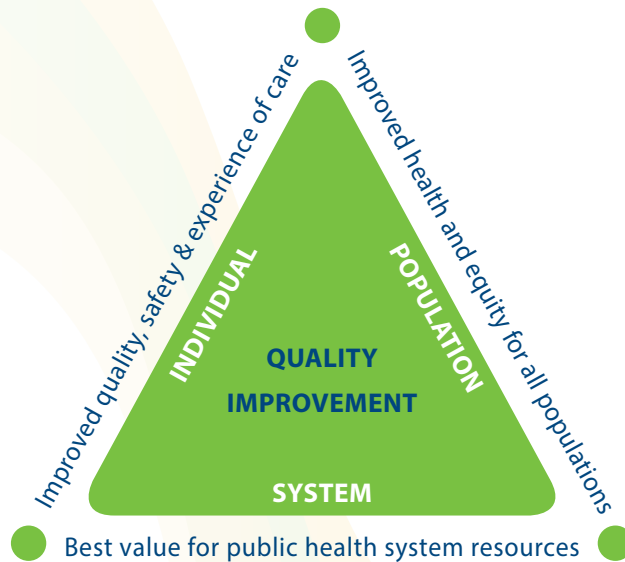 Improved quality, safety & experience of care
Improved health and equity for all populations
INDIVIDUAL
POPULATION
QUALITY
IMPROVEMENT
SYSTEM
Best value for public health system resources